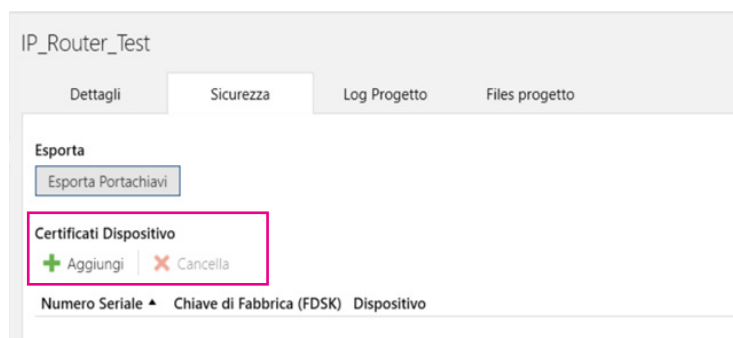 IP_Router_Test
Dettagli Sicurezza Log Progetto Files progetto
Esporta
Esporta Portachiavi
Certificati Dispositivo
Aggiungi Cancella
Numero Seriale Chiave di Fabbrica (FDSK) Dispositivo